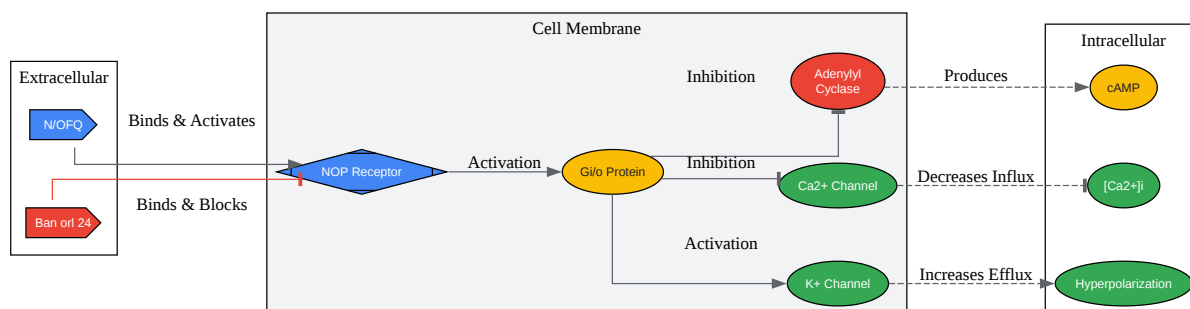 Cell Membrane
Intracellular
Extracellular
Inhibition
Adenylyl
Cyclase
Produces
cAMP
N/OFQ
Binds & Activates
NOP Receptor
Activation
Gi/o Protein
Inhibition
Ca2+ Channel
Decreases Influx
[Ca2+]i
Binds & Blocks
Ban orl 24
Activation
K+ Channel
Increases Efflux
Hyperpolarization